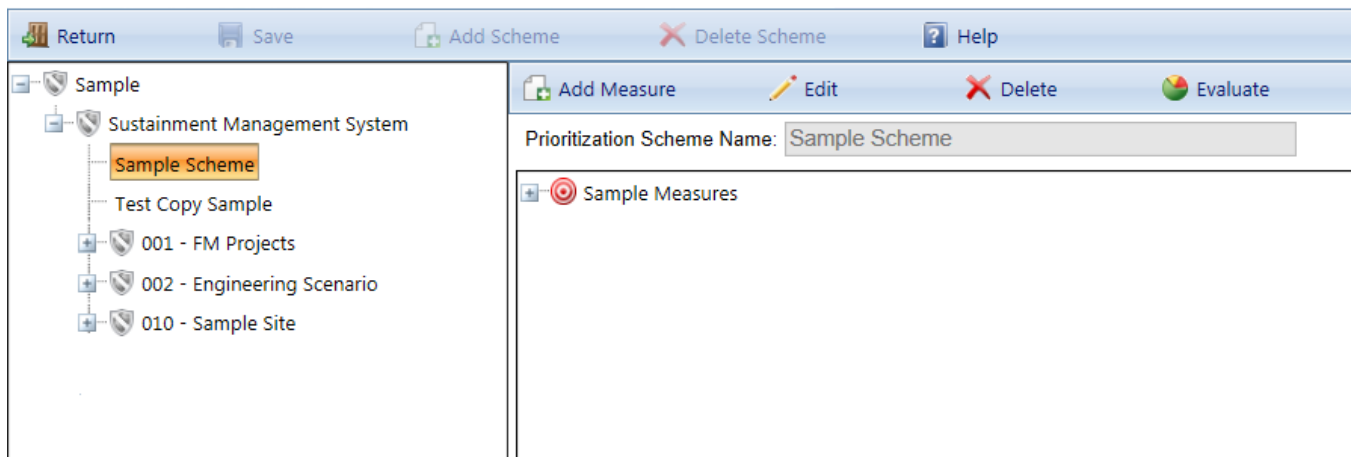 Return Save Add Scheme Delete Scheme Help
Sample
Sustainment Management System
Sample Scheme
Test Copy Sample
001 - FM Projects
002 - Engineering Scenario
010 - Sample Site
Add Measure Edit Delete Evaluate
Prioritization Scheme Name: Sample Scheme
Sample Measures